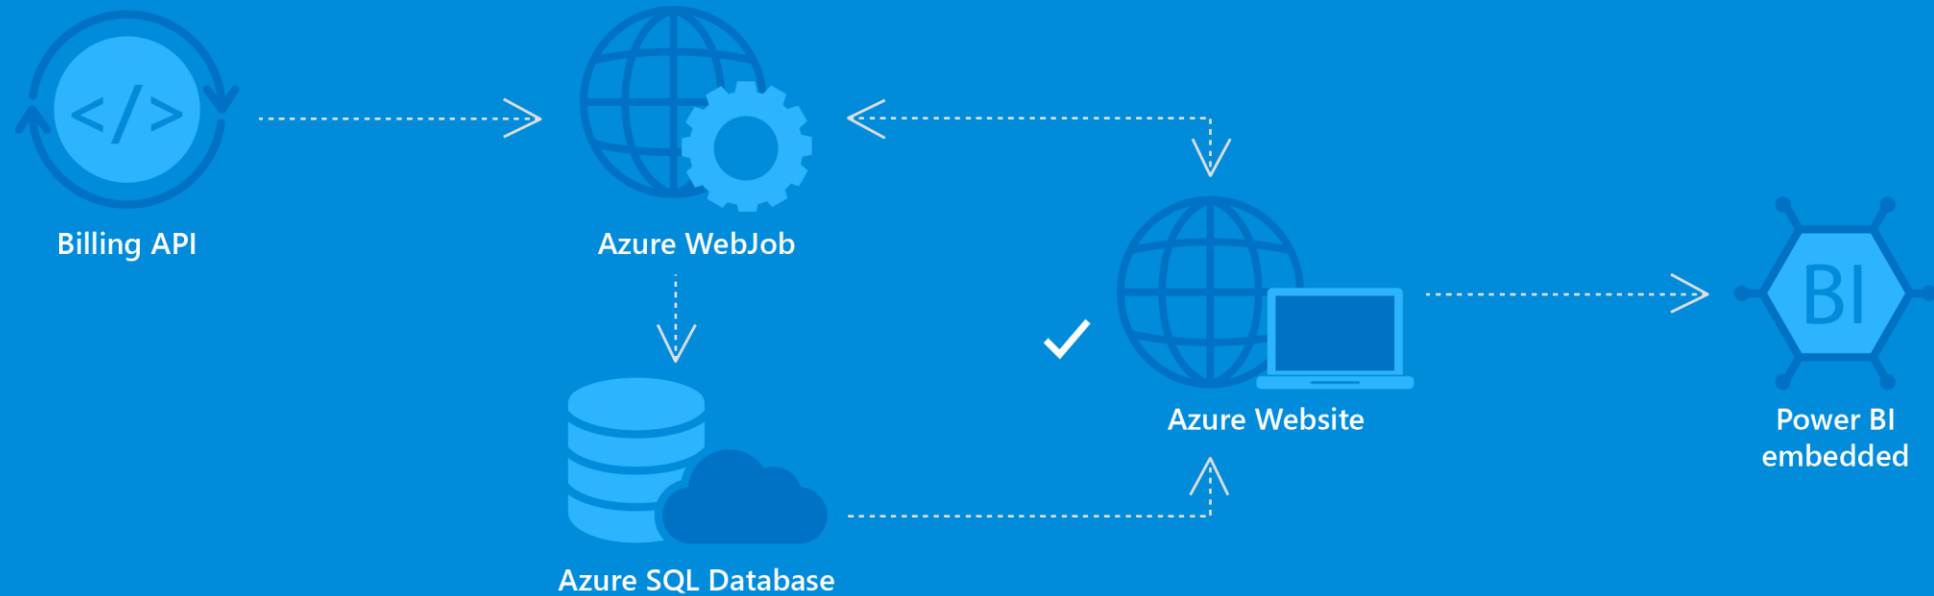 </>
Billing API
Azure WebJob
Azure Website
BI
Power BI
embedded
Azure SQL Database